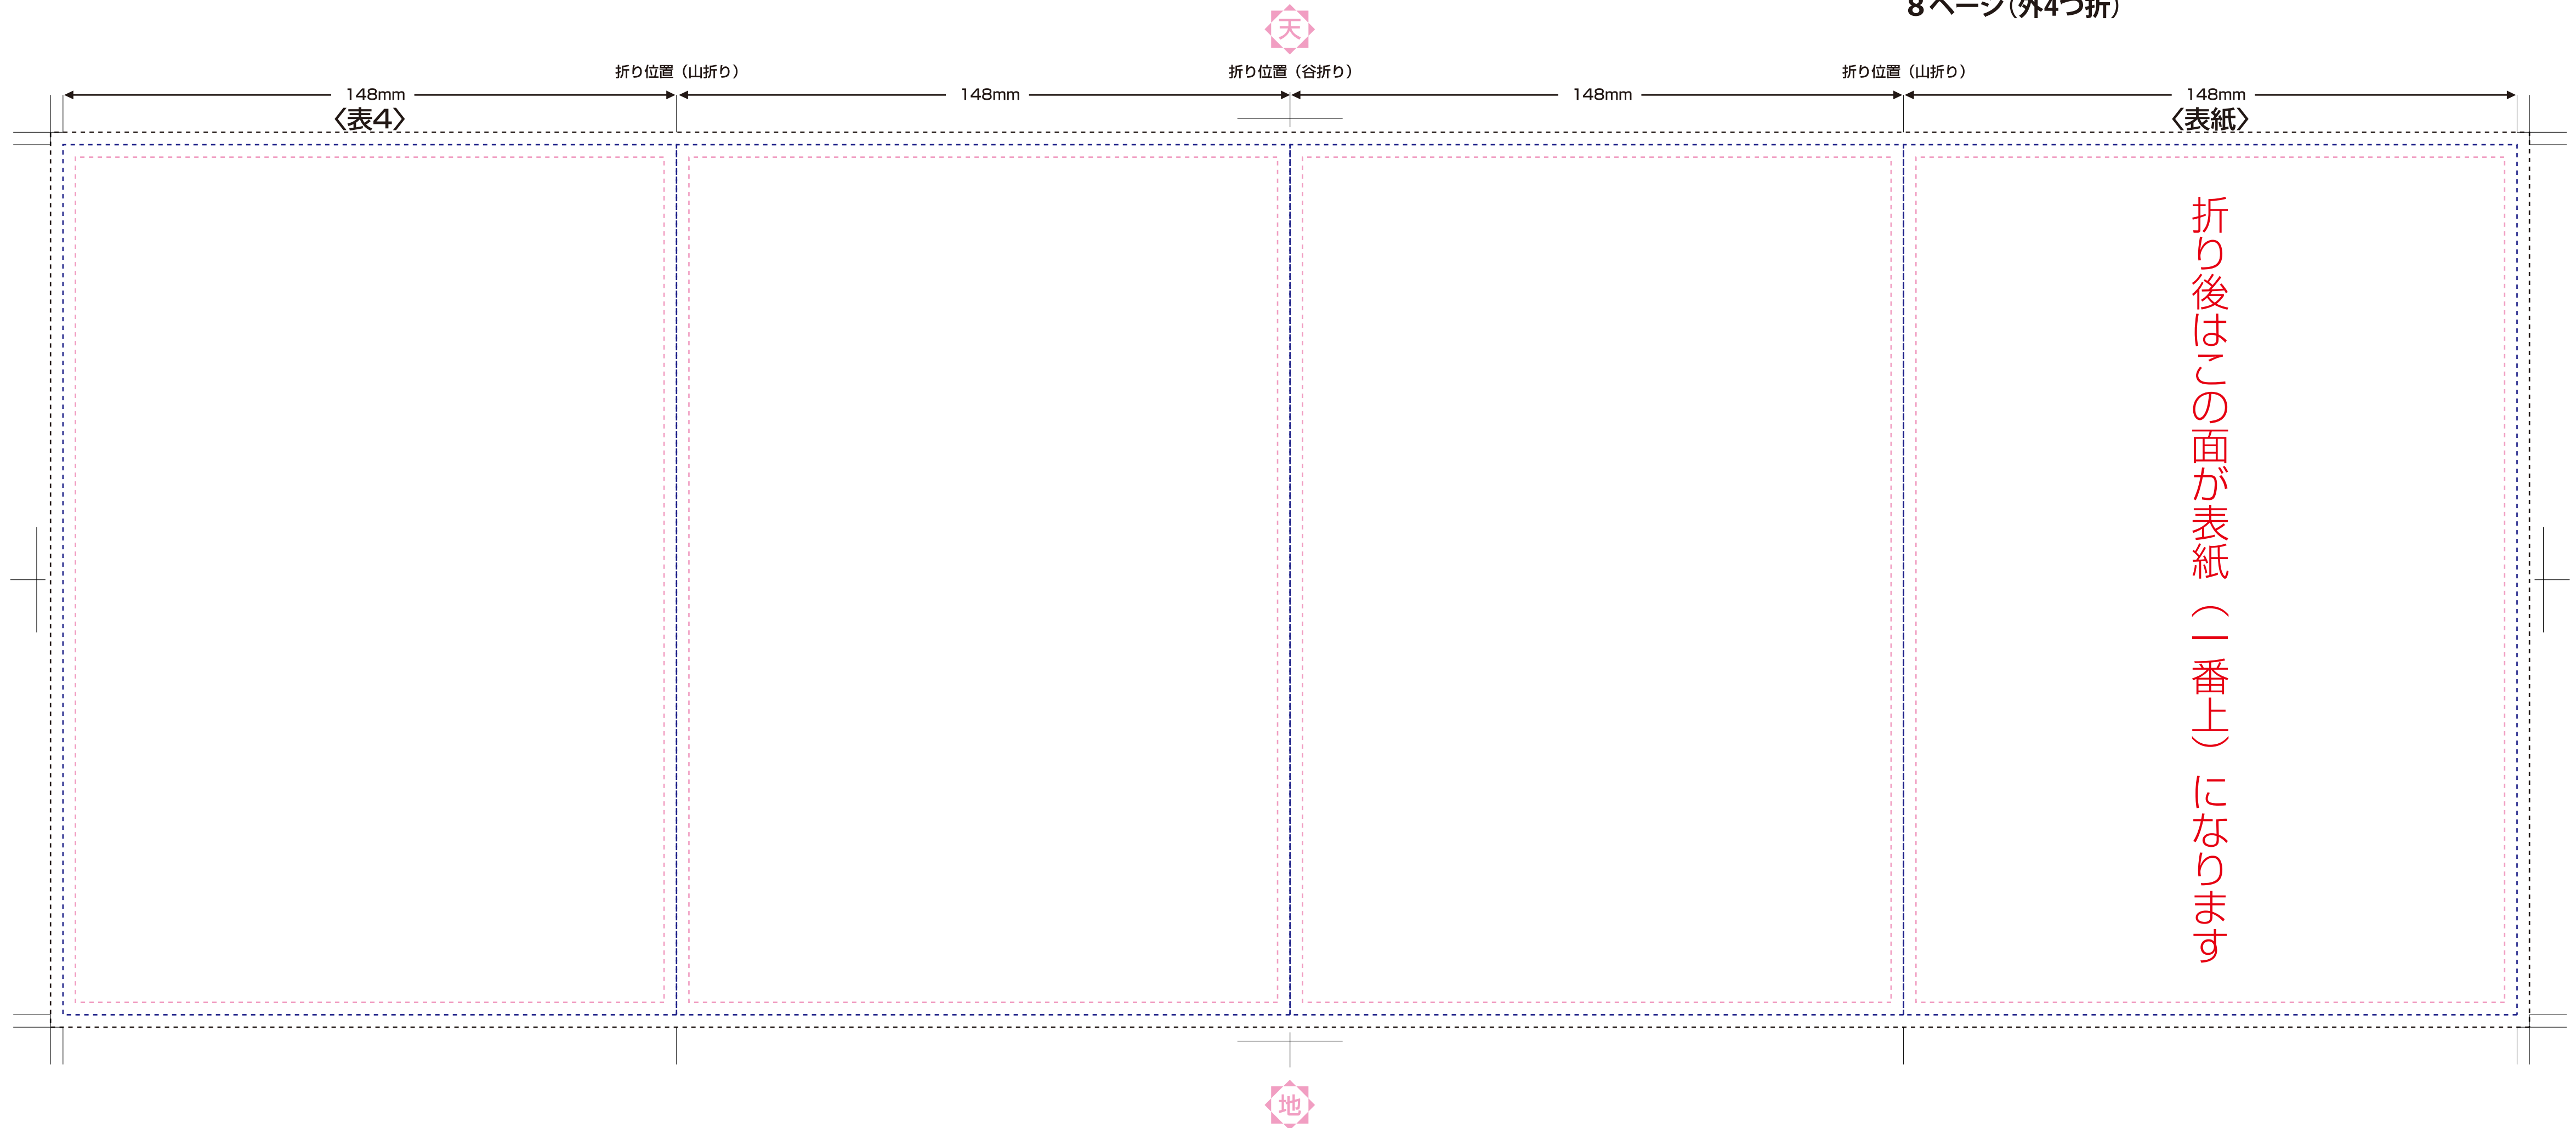 8ページ(外4つ折)
天
折り位置(山折り)
折り位置(谷折り)
折り位置(山折り)
148mm
148mm
148mm
148mm
〈表4〉
〈表紙〉
折り後はこの面が表紙(一番上)になります
地